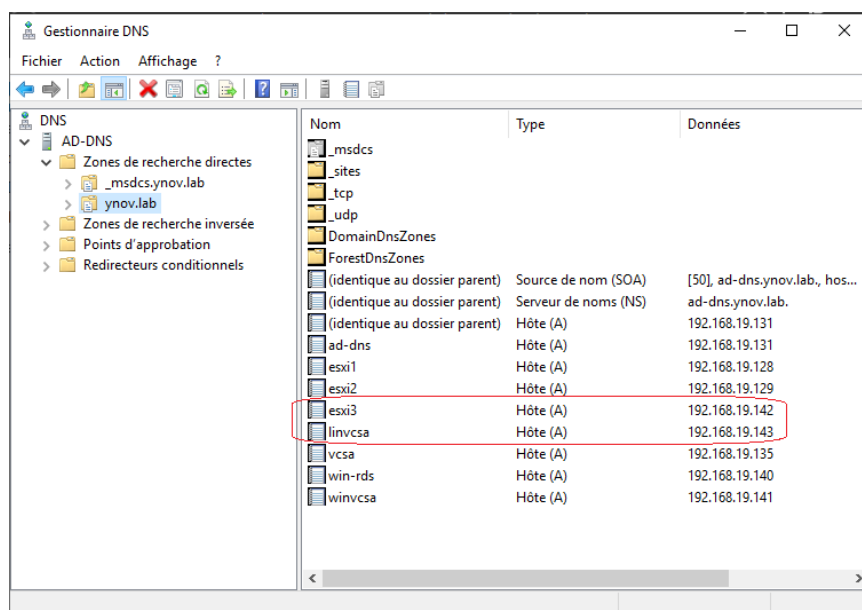 Gestionnaire DNS
Fichier Action Affichage ?
DNS
AD-DNS
Zones de recherche directes
_msdcs.ynov.lab
ynov.lab
Zones de recherche inversée
Points d'approbation
Redirecteurs conditionnels
Nom Type Données
_msdcs
_sites
_tcp
_udp
DomainDnsZones
ForestDnsZones
(identique au dossier parent) Source de nom (SOA) [50], ad-dns.ynov.lab., hos...
(identique au dossier parent) Serveur de noms (NS) ad-dns.ynov.lab.
(identique au dossier parent) Hôte (A) 192.168.19.131
ad-dns Hôte (A) 192.168.19.131
esxi1 Hôte (A) 192.168.19.128
esxi2 Hôte (A) 192.168.19.129
esxi3 Hôte (A) 192.168.19.142
linvcsa Hôte (A) 192.168.19.143
vcsa Hôte (A) 192.168.19.135
win-rds Hôte (A) 192.168.19.140
winvcsa Hôte (A) 192.168.19.141